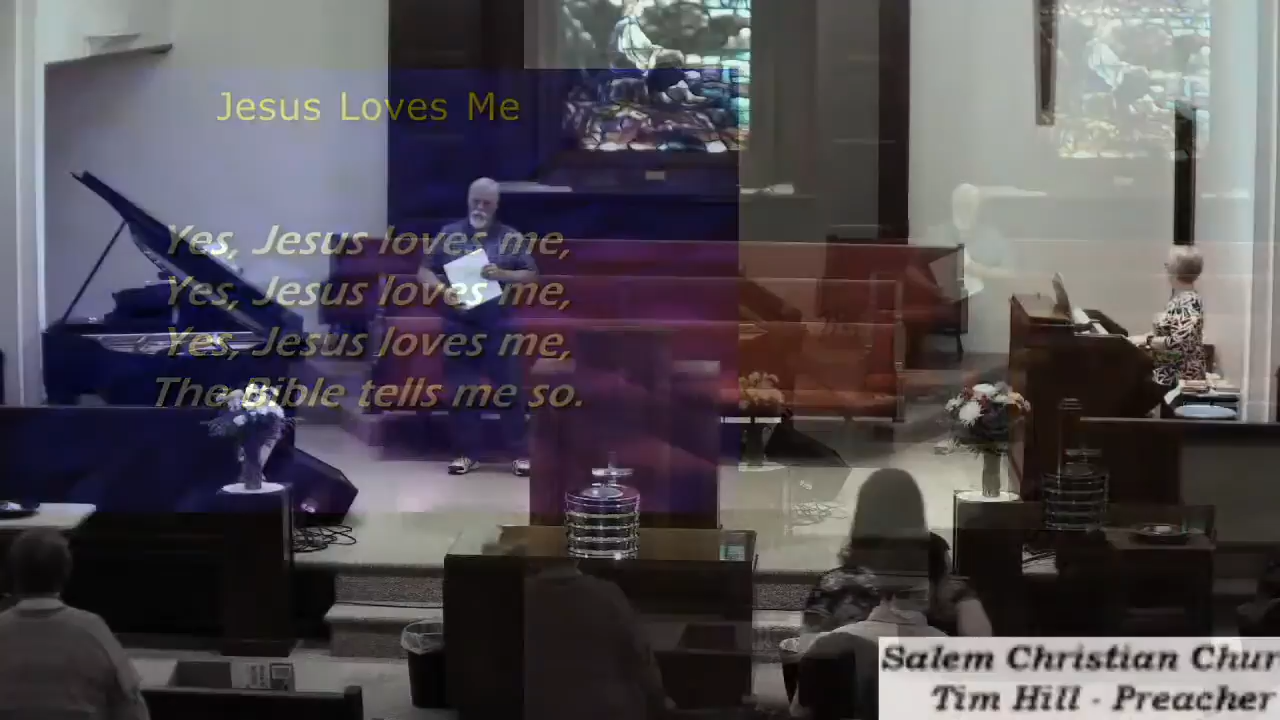 Jesus Loves Me
Yes, Jesus loves me,
Yes, Jesus loves me,
Yes, Jesus loves me,
The Bible tells me so.
Salem Christian Chur
Tim Hill - Preacher